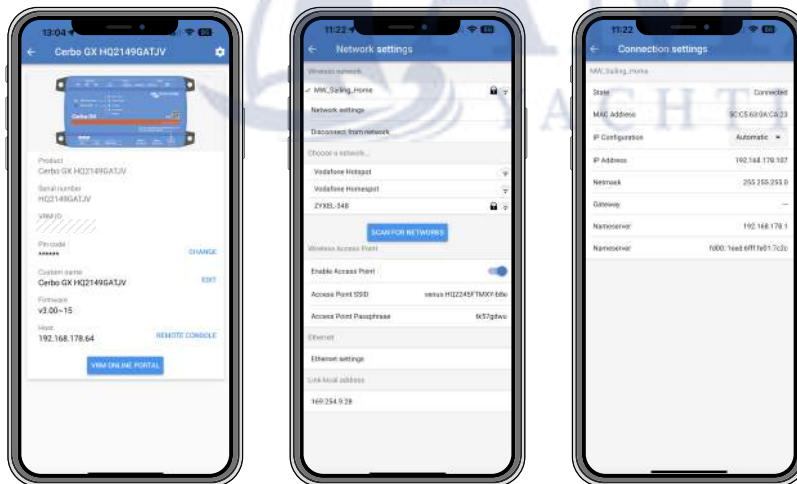 13:04
Cerbo GX HQ2149GATJV
Cerbo GX
Product
Cerbo GX HQ2149GATJV
Serial number
HQ2149GATJV
VRM ID
Pin code
******
CHANGE
Custom name
Cerbo GX HQ2149GATJV
EDIT
Firmware
v3.00~15
Host
192.168.178.64
REMOTE CONSOLE
VRM ONLINE PORTAL
11:22
Network settings
Wireless network
MW_Sailing_Home
Network settings
Disconnect from network
Choose a network...
Vodafone Hotspot
Vodafone Homespot
ZYXEL-548
SCAN FOR NETWORKS
Wireless Access Point
Enable Access Point
Access Point SSID
Access Point Passphrase
Ethernet
Ethernet settings
Link-local address
169.254.9.28
11:22
Connection settings
MW_Sailing_Home
State
Connected
MAC Address
IP Configuration
Automatic
IP Address
192.168.178.107
Netmask
255.255.255.0
Gateway
---
Nameserver
192.168.178.1
Nameserver
YACHT